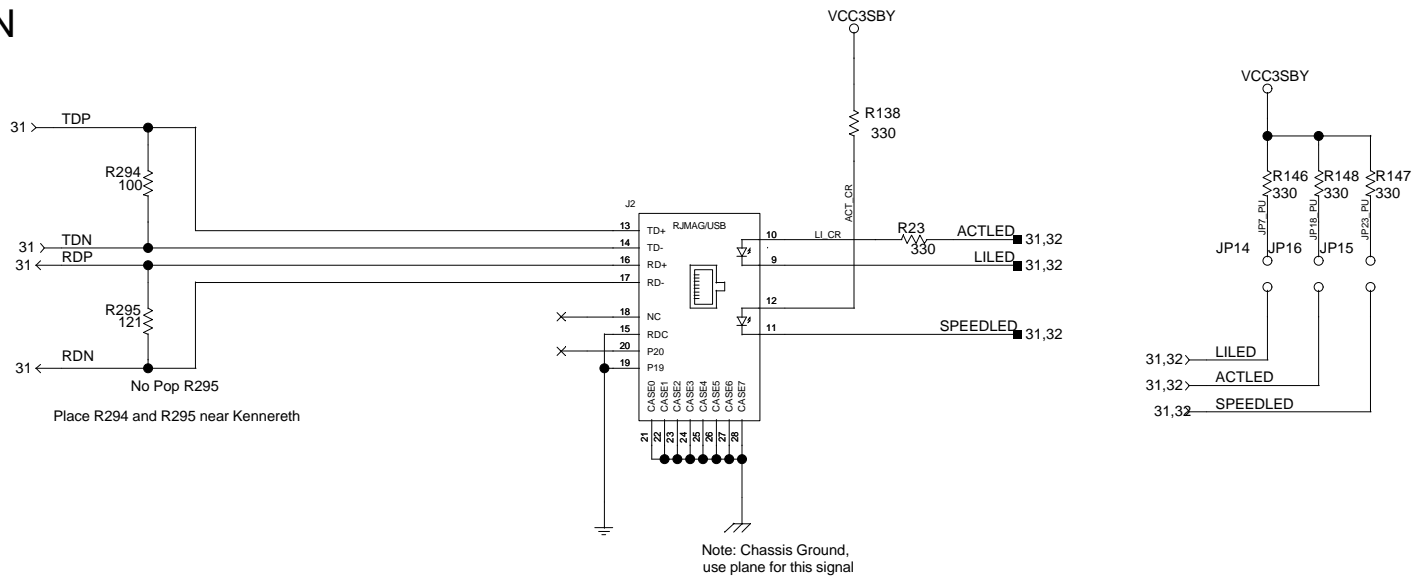 N
VCC3SBY
VCC3SBY
31 TDP
R138
330
R294
100
R146
330
R148
330
R147
330
JP7_PU
JP18_PU
JP23_PU
J2
RJMAG/USB
ACT_CR
31 TDN
31 RDP
13 TD+
14 TD-
16 RD+
17 RD-
10 LI_CR R23
330
ACTLED 31,32
9 LILED 31,32
JP14 JP16 JP15
R295
121
18 NC
15 RDC
20 P20
19 P19
12
11 SPEEDLED 31,32
31 RDN
No Pop R295
Place R294 and R295 near Kennereth
31,32 LILED
31,32 ACTLED
31,32 SPEEDLED
CASE0
CASE1
CASE2
CASE3
CASE4
CASE5
CASE6
CASE7
21
22
23
24
25
26
27
28
Note: Chassis Ground,
use plane for this signal